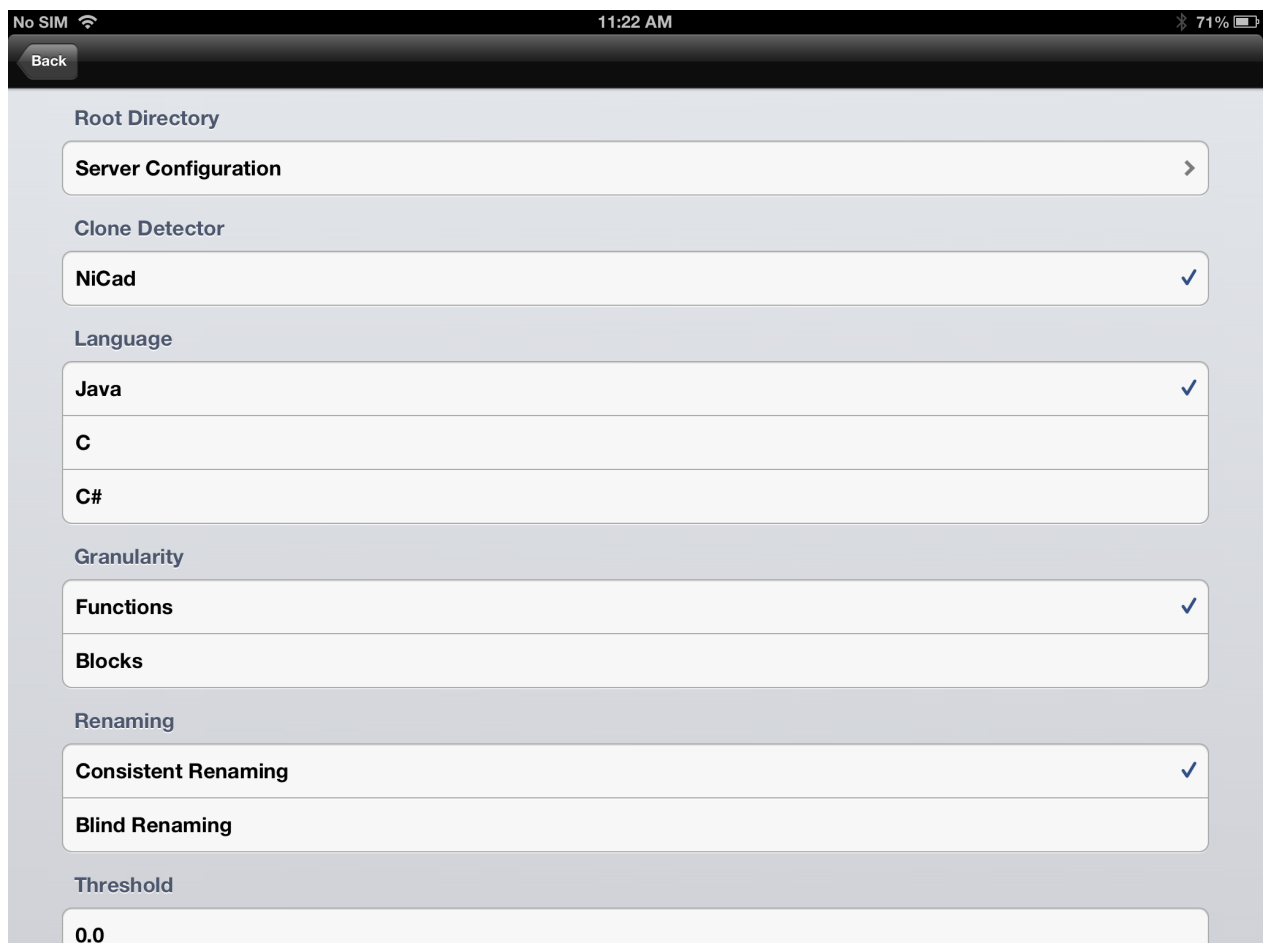 No SIM 11:22 AM 71%
Back
Root Directory
Server Configuration
Clone Detector
NiCad
Language
Java
C
C#
Granularity
Functions
Blocks
Renaming
Consistent Renaming
Blind Renaming
Threshold
0.0